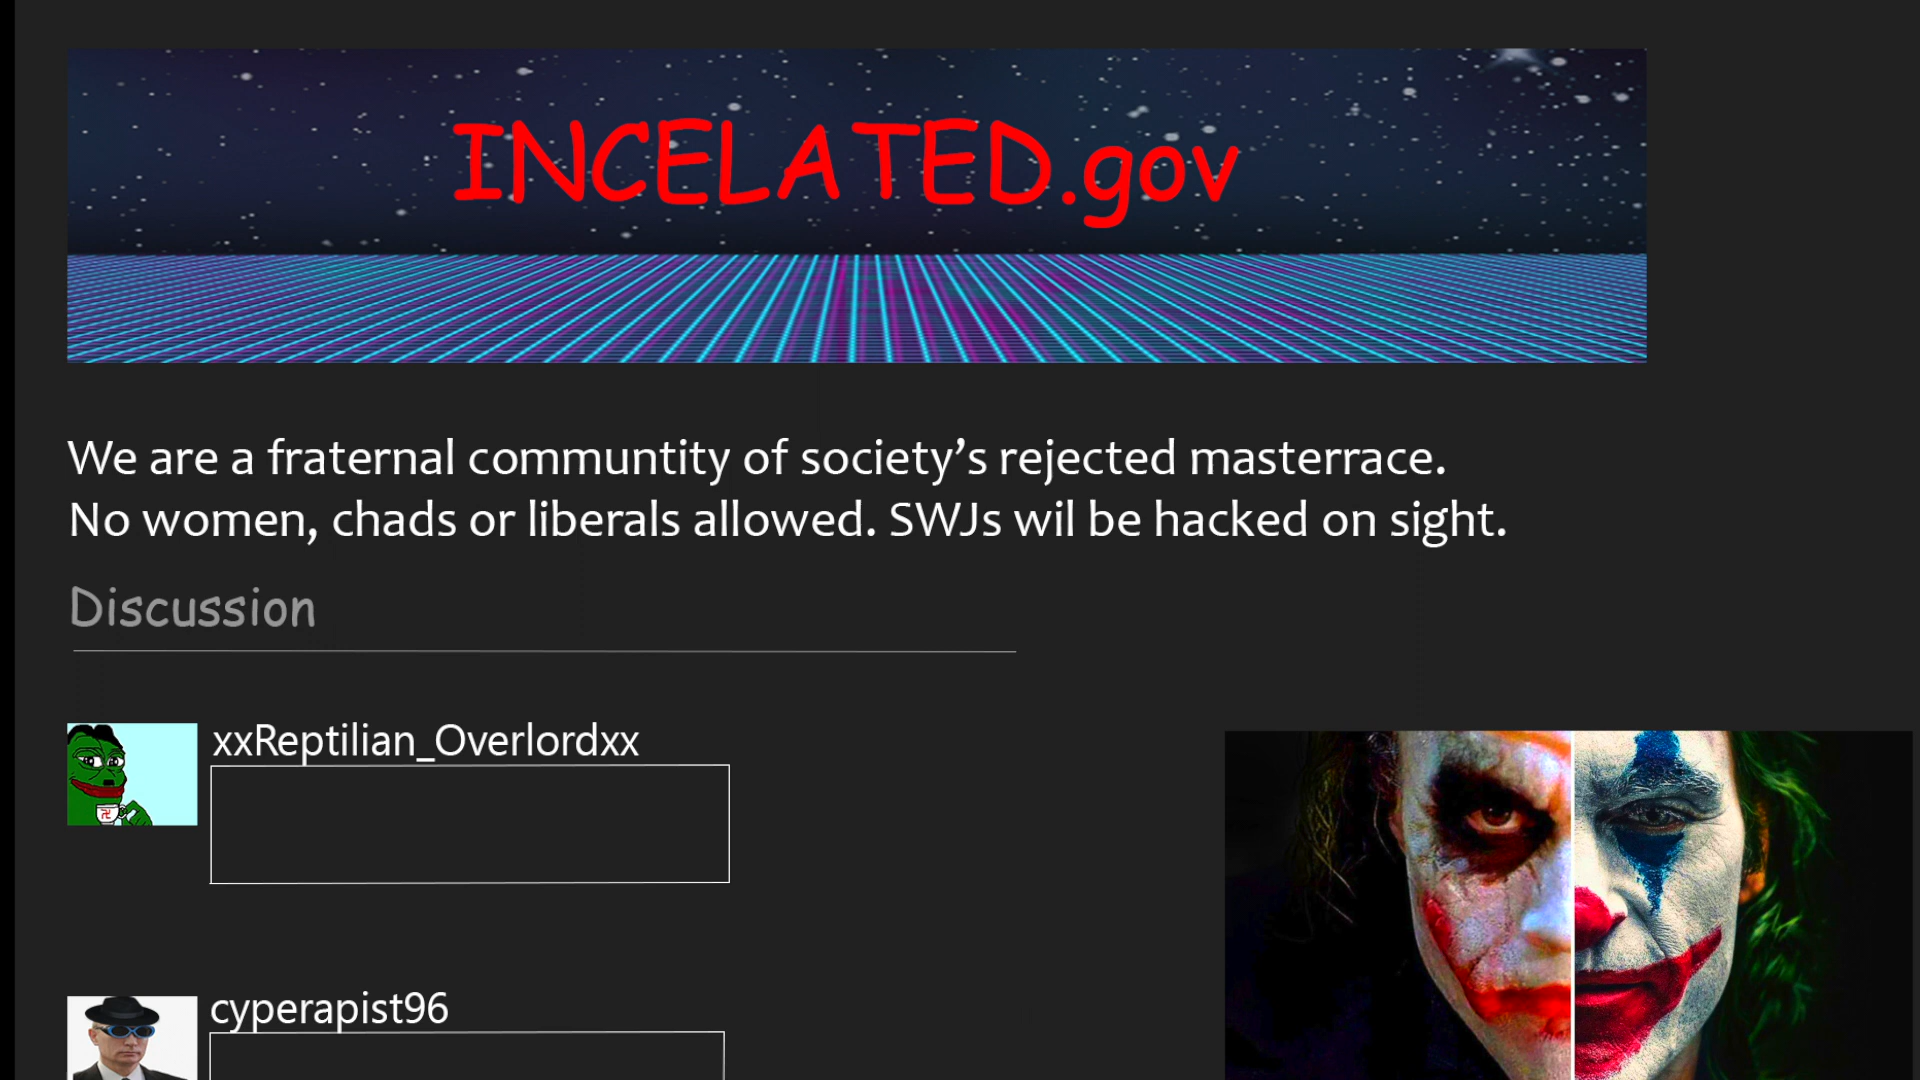 INCELATED.gov
We are a fraternal communtity of society’s rejected masterrace.
No women, chads or liberals allowed. SWJs wil be hacked on sight.
Discussion
xxReptilian_Overlordxx
cyperapist96